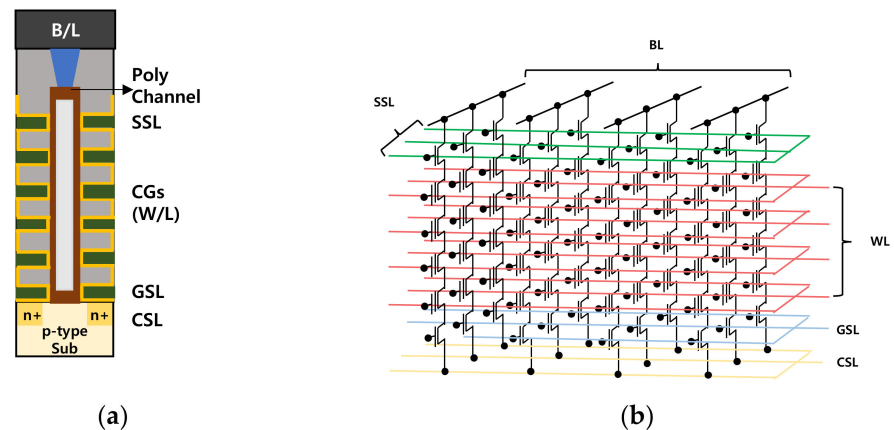 B/L
Poly
Channel
SSL
CGs
(W/L)
GSL
n+
n+
CSL
p-type
Sub
(a)
BL
SSL
WL
GSL
CSL
(b)